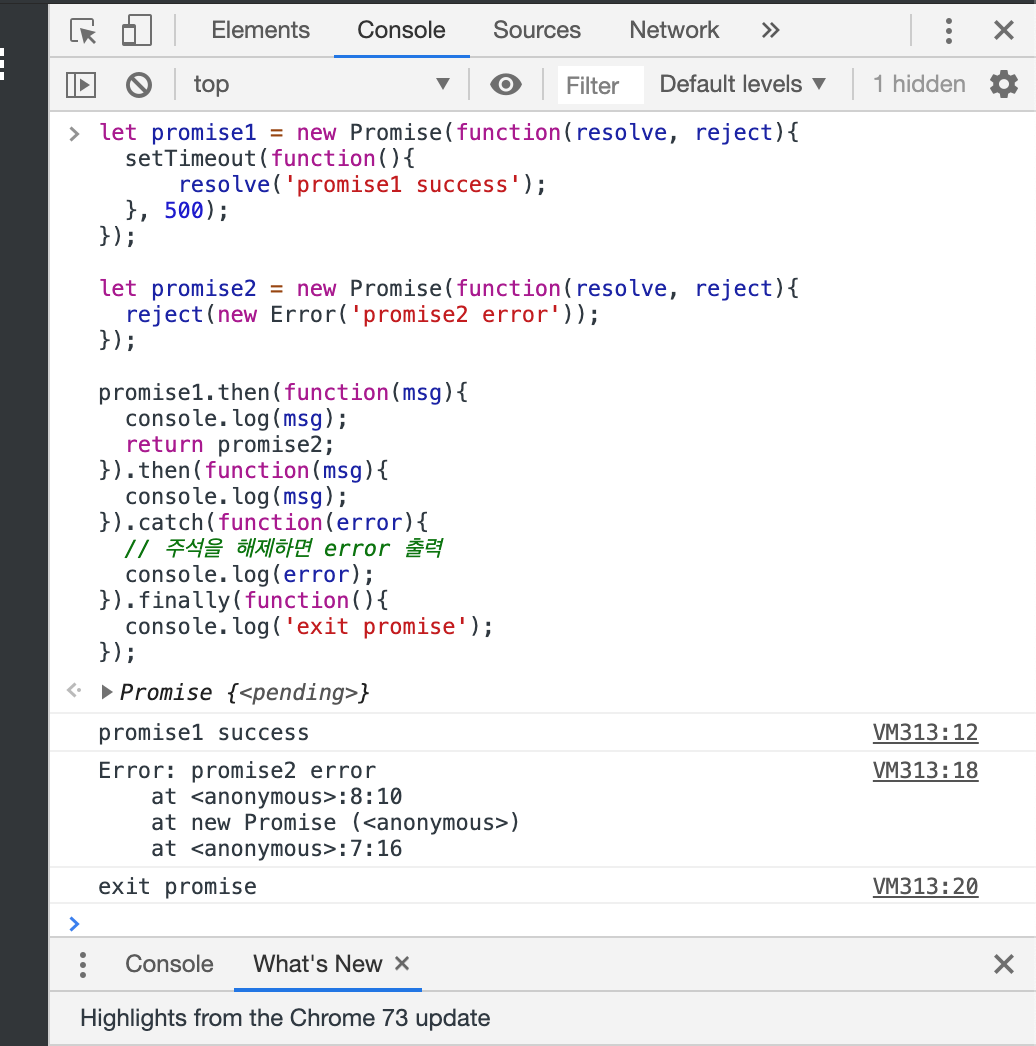 Elements Console Sources Network »
top Filter Default levels 1 hidden
let promise1 = new Promise(function(resolve, reject){
  setTimeout(function(){
      resolve('promise1 success');
  }, 500);
});

let promise2 = new Promise(function(resolve, reject){
  reject(new Error('promise2 error'));
});

promise1.then(function(msg){
  console.log(msg);
  return promise2;
}).then(function(msg){
  console.log(msg);
}).catch(function(error){
  // 주석을 해제하면 error 출력
  console.log(error);
}).finally(function(){
  console.log('exit promise');
});
Promise {<pending>}
promise1 success VM313:12
Error: promise2 error VM313:18
    at <anonymous>:8:10
    at new Promise (<anonymous>)
    at <anonymous>:7:16
exit promise VM313:20
Console What's New
Highlights from the Chrome 73 update